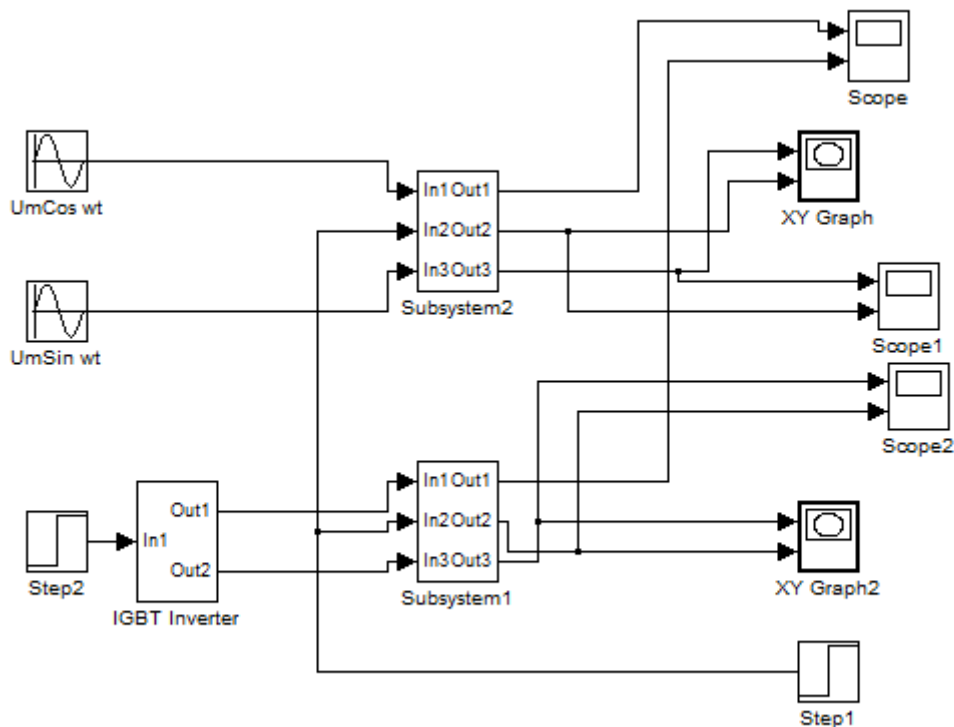 Scope
UmCos wt
In1 Out1
In2 Out2
In3 Out3
Subsystem2
XY Graph
UmSin wt
Scope1
Scope2
In1 Out1
In2 Out2
In3 Out3
Subsystem1
Out1
In1
Out2
Step2
IGBT Inverter
XY Graph2
Step1